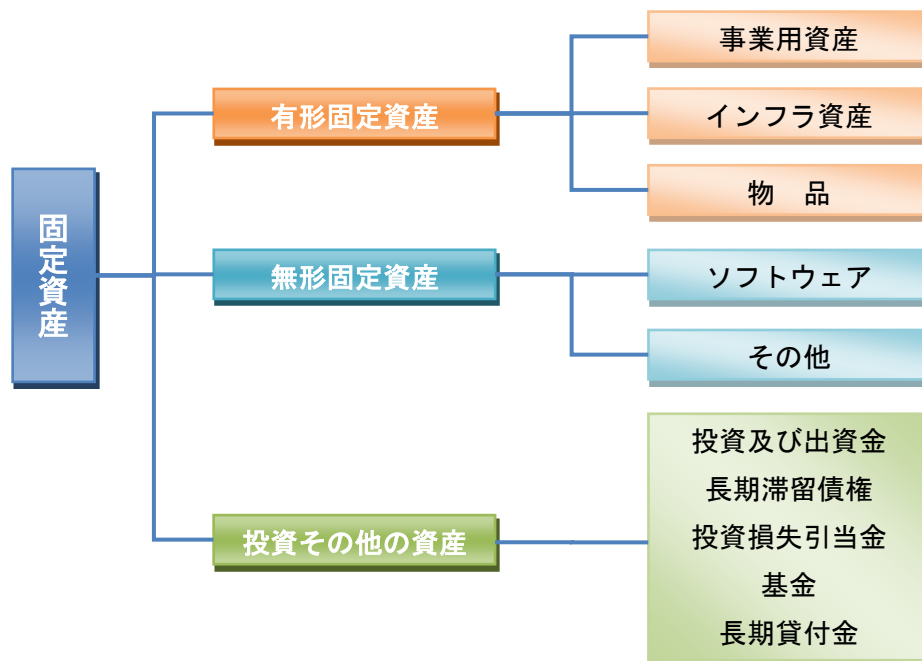 固定資産
有形固定資産
事業用資産
インフラ資産
物　品
無形固定資産
ソフトウェア
その他
投資その他の資産
投資及び出資金
長期滞留債権
投資損失引当金
基金
長期貸付金